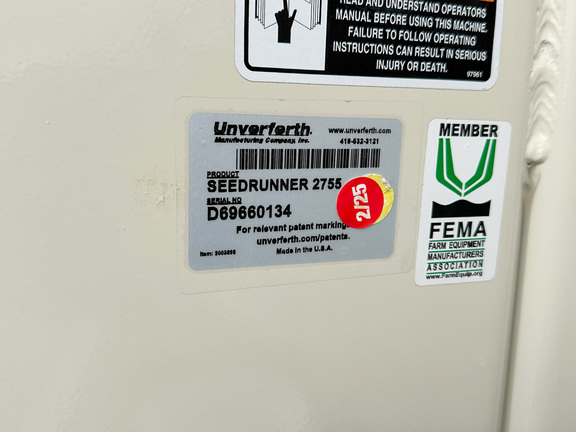 READ AND UNDERSTAND OPERATORS
MANUAL BEFORE USING THIS MACHINE.
FAILURE TO FOLLOW OPERATING
INSTRUCTIONS CAN RESULT IN SERIOUS
INJURY OR DEATH.
97961
Unverferth
www.unverferth.com
Manufacturing Company, Inc.
419-532-3121
PRODUCT
SEEDRUNNER 2755
SERIAL NO
D69660134
2/25
For relevant patent marking
unverferth.com/patents.
Made in the U.S.A.
MEMBER
FEMA
FARM EQUIPMENT
MANUFACTURERS
ASSOCIATION
www.FarmEquip.org